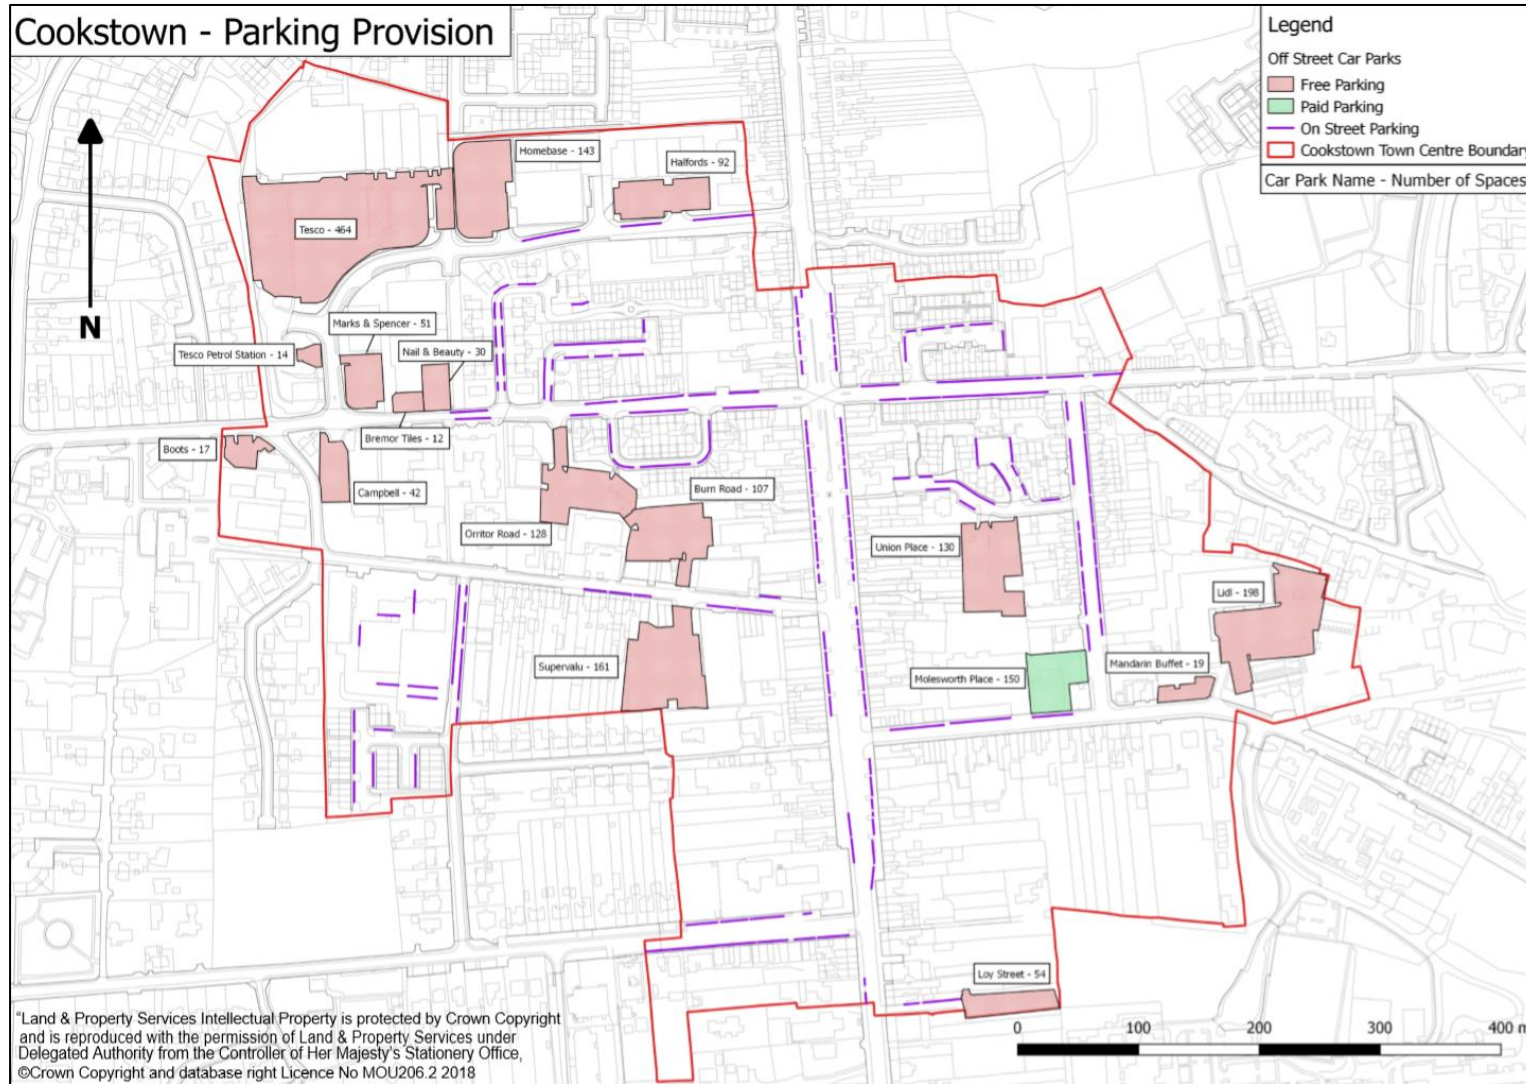 Cookstown - Parking Provision
Legend
Off Street Car Parks
Free Parking
Paid Parking
On Street Parking
Cookstown Town Centre Boundary
Car Park Name - Number of Spaces
Homebase - 143
Halfords - 92
Tesco - 464
N
Marks & Spencer - 51
Tesco Petrol Station - 14
Nail & Beauty - 30
Bremor Tiles - 12
Boots - 17
Campbell - 42
Burn Road - 107
Orritor Road - 128
Union Place - 130
Lidl - 198
Supervalu - 161
Mandarin Buffet - 19
Molesworth Place - 150
Loy Street - 54
"Land & Property Services Intellectual Property is protected by Crown Copyright
and is reproduced with the permission of Land & Property Services under
Delegated Authority from the Controller of Her Majesty's Stationery Office,
©Crown Copyright and database right Licence No MOU206.2 2018
0 100 200 300 400 m